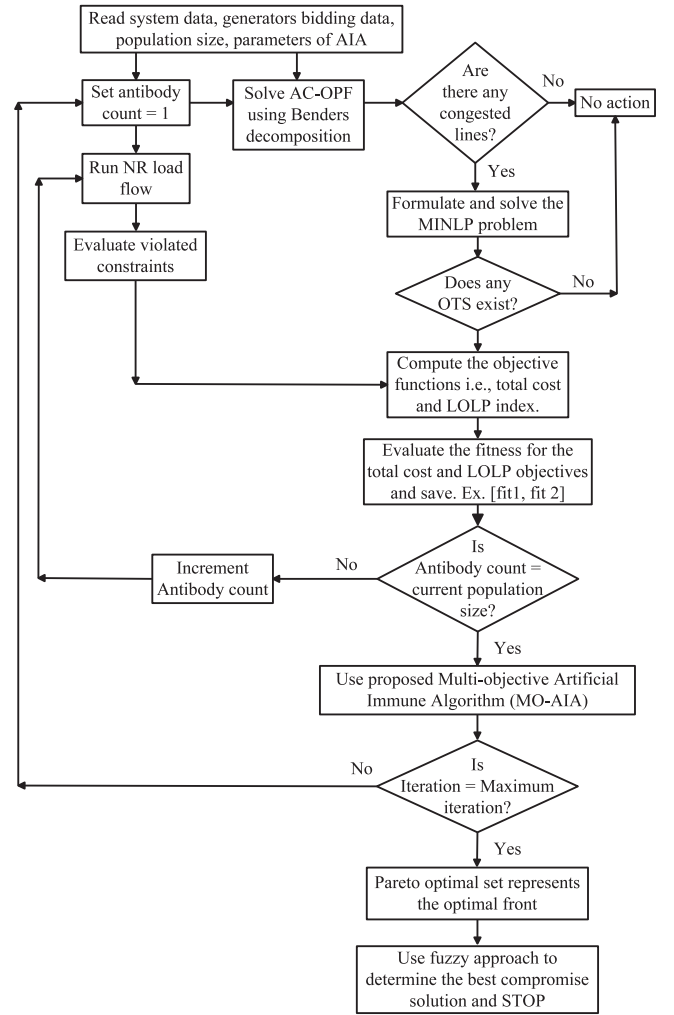 Read system data, generators bidding data,
population size, parameters of AIA
Set antibody
count = 1
Solve AC-OPF
using Benders
decomposition
Are
there any
congested
lines?
No
No action
Yes
Run NR load
flow
Formulate and solve the
MINLP problem
Evaluate violated
constraints
Does any
OTS exist?
No
Compute the objective
functions i.e., total cost
and LOLP index.
Evaluate the fitness for the
total cost and LOLP objectives
and save. Ex. [fit1, fit 2]
Is
Antibody count =
current population
size?
No
Increment
Antibody count
Yes
Use proposed Multi-objective Artificial
Immune Algorithm (MO-AIA)
Is
Iteration = Maximum
iteration?
No
Yes
Pareto optimal set represents
the optimal front
Use fuzzy approach to
determine the best compromise
solution and STOP